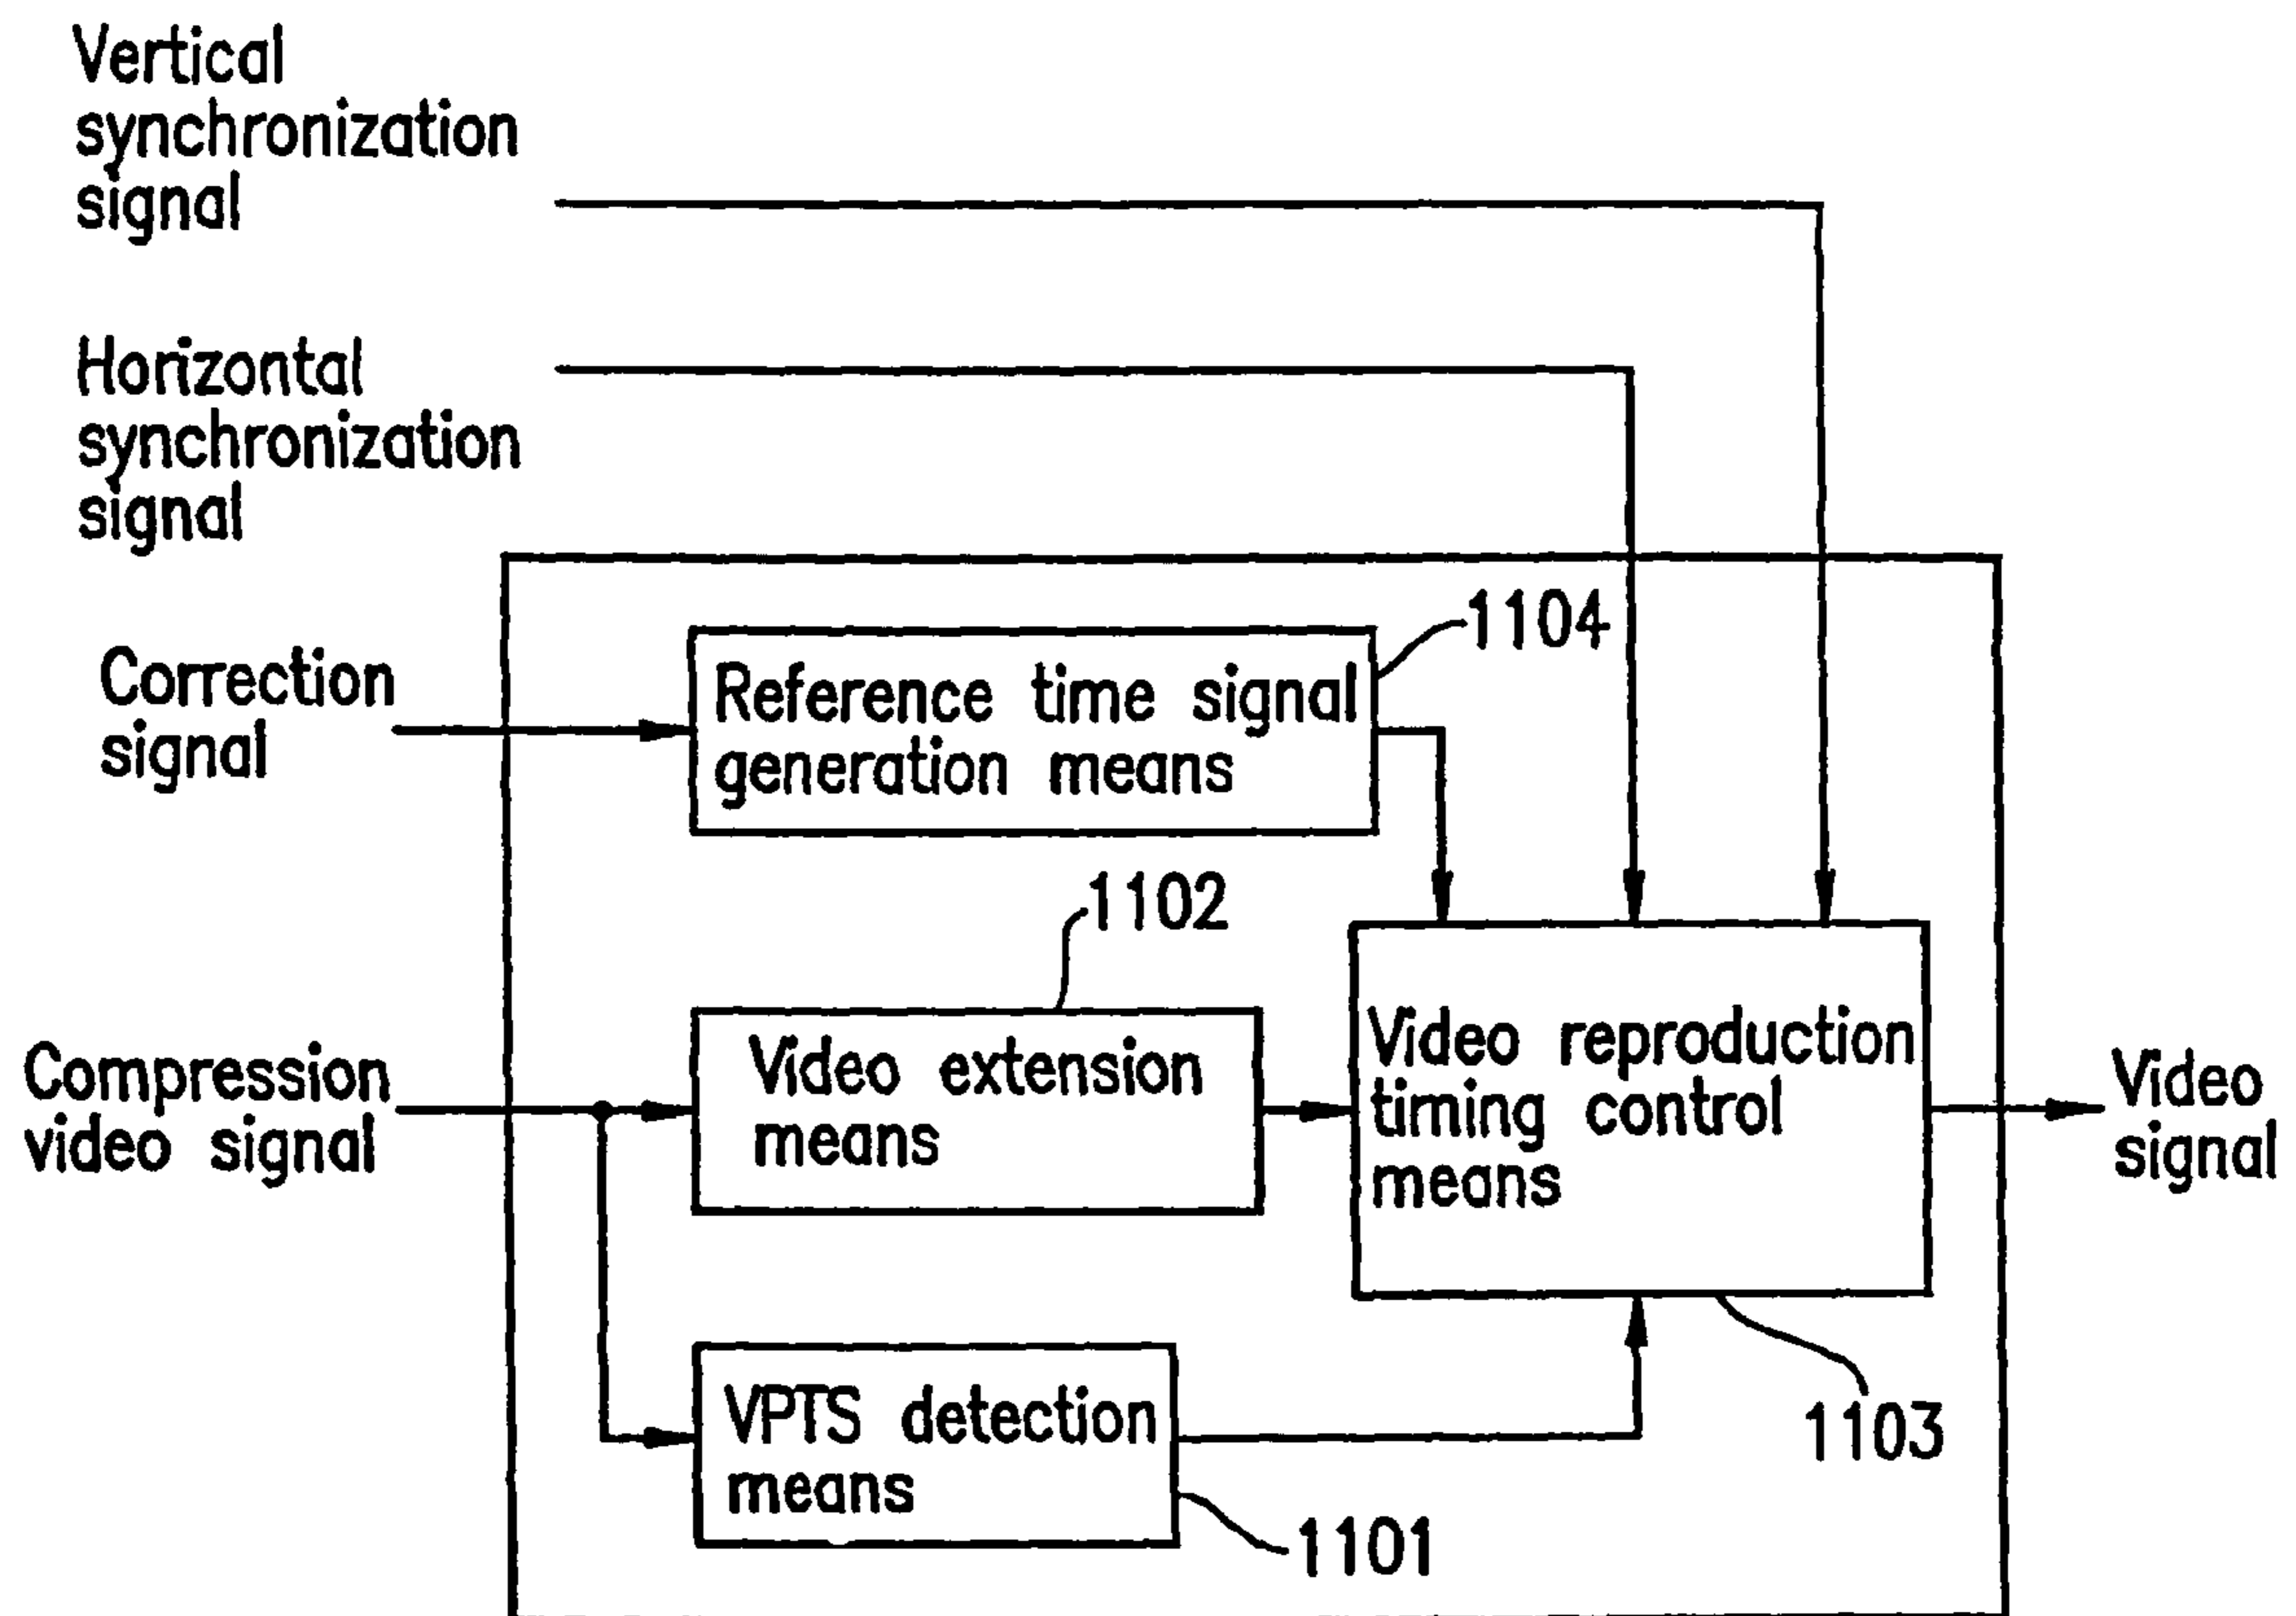 Vertical
synchronization
signal
Horizontal
synchronization
signal
1104
Correction
signal
Reference time signal
generation means
1102
Compression
video signal
Video extension
means
Video reproduction
timing control
means
Video
signal
VPTS detection
means
1103
1101